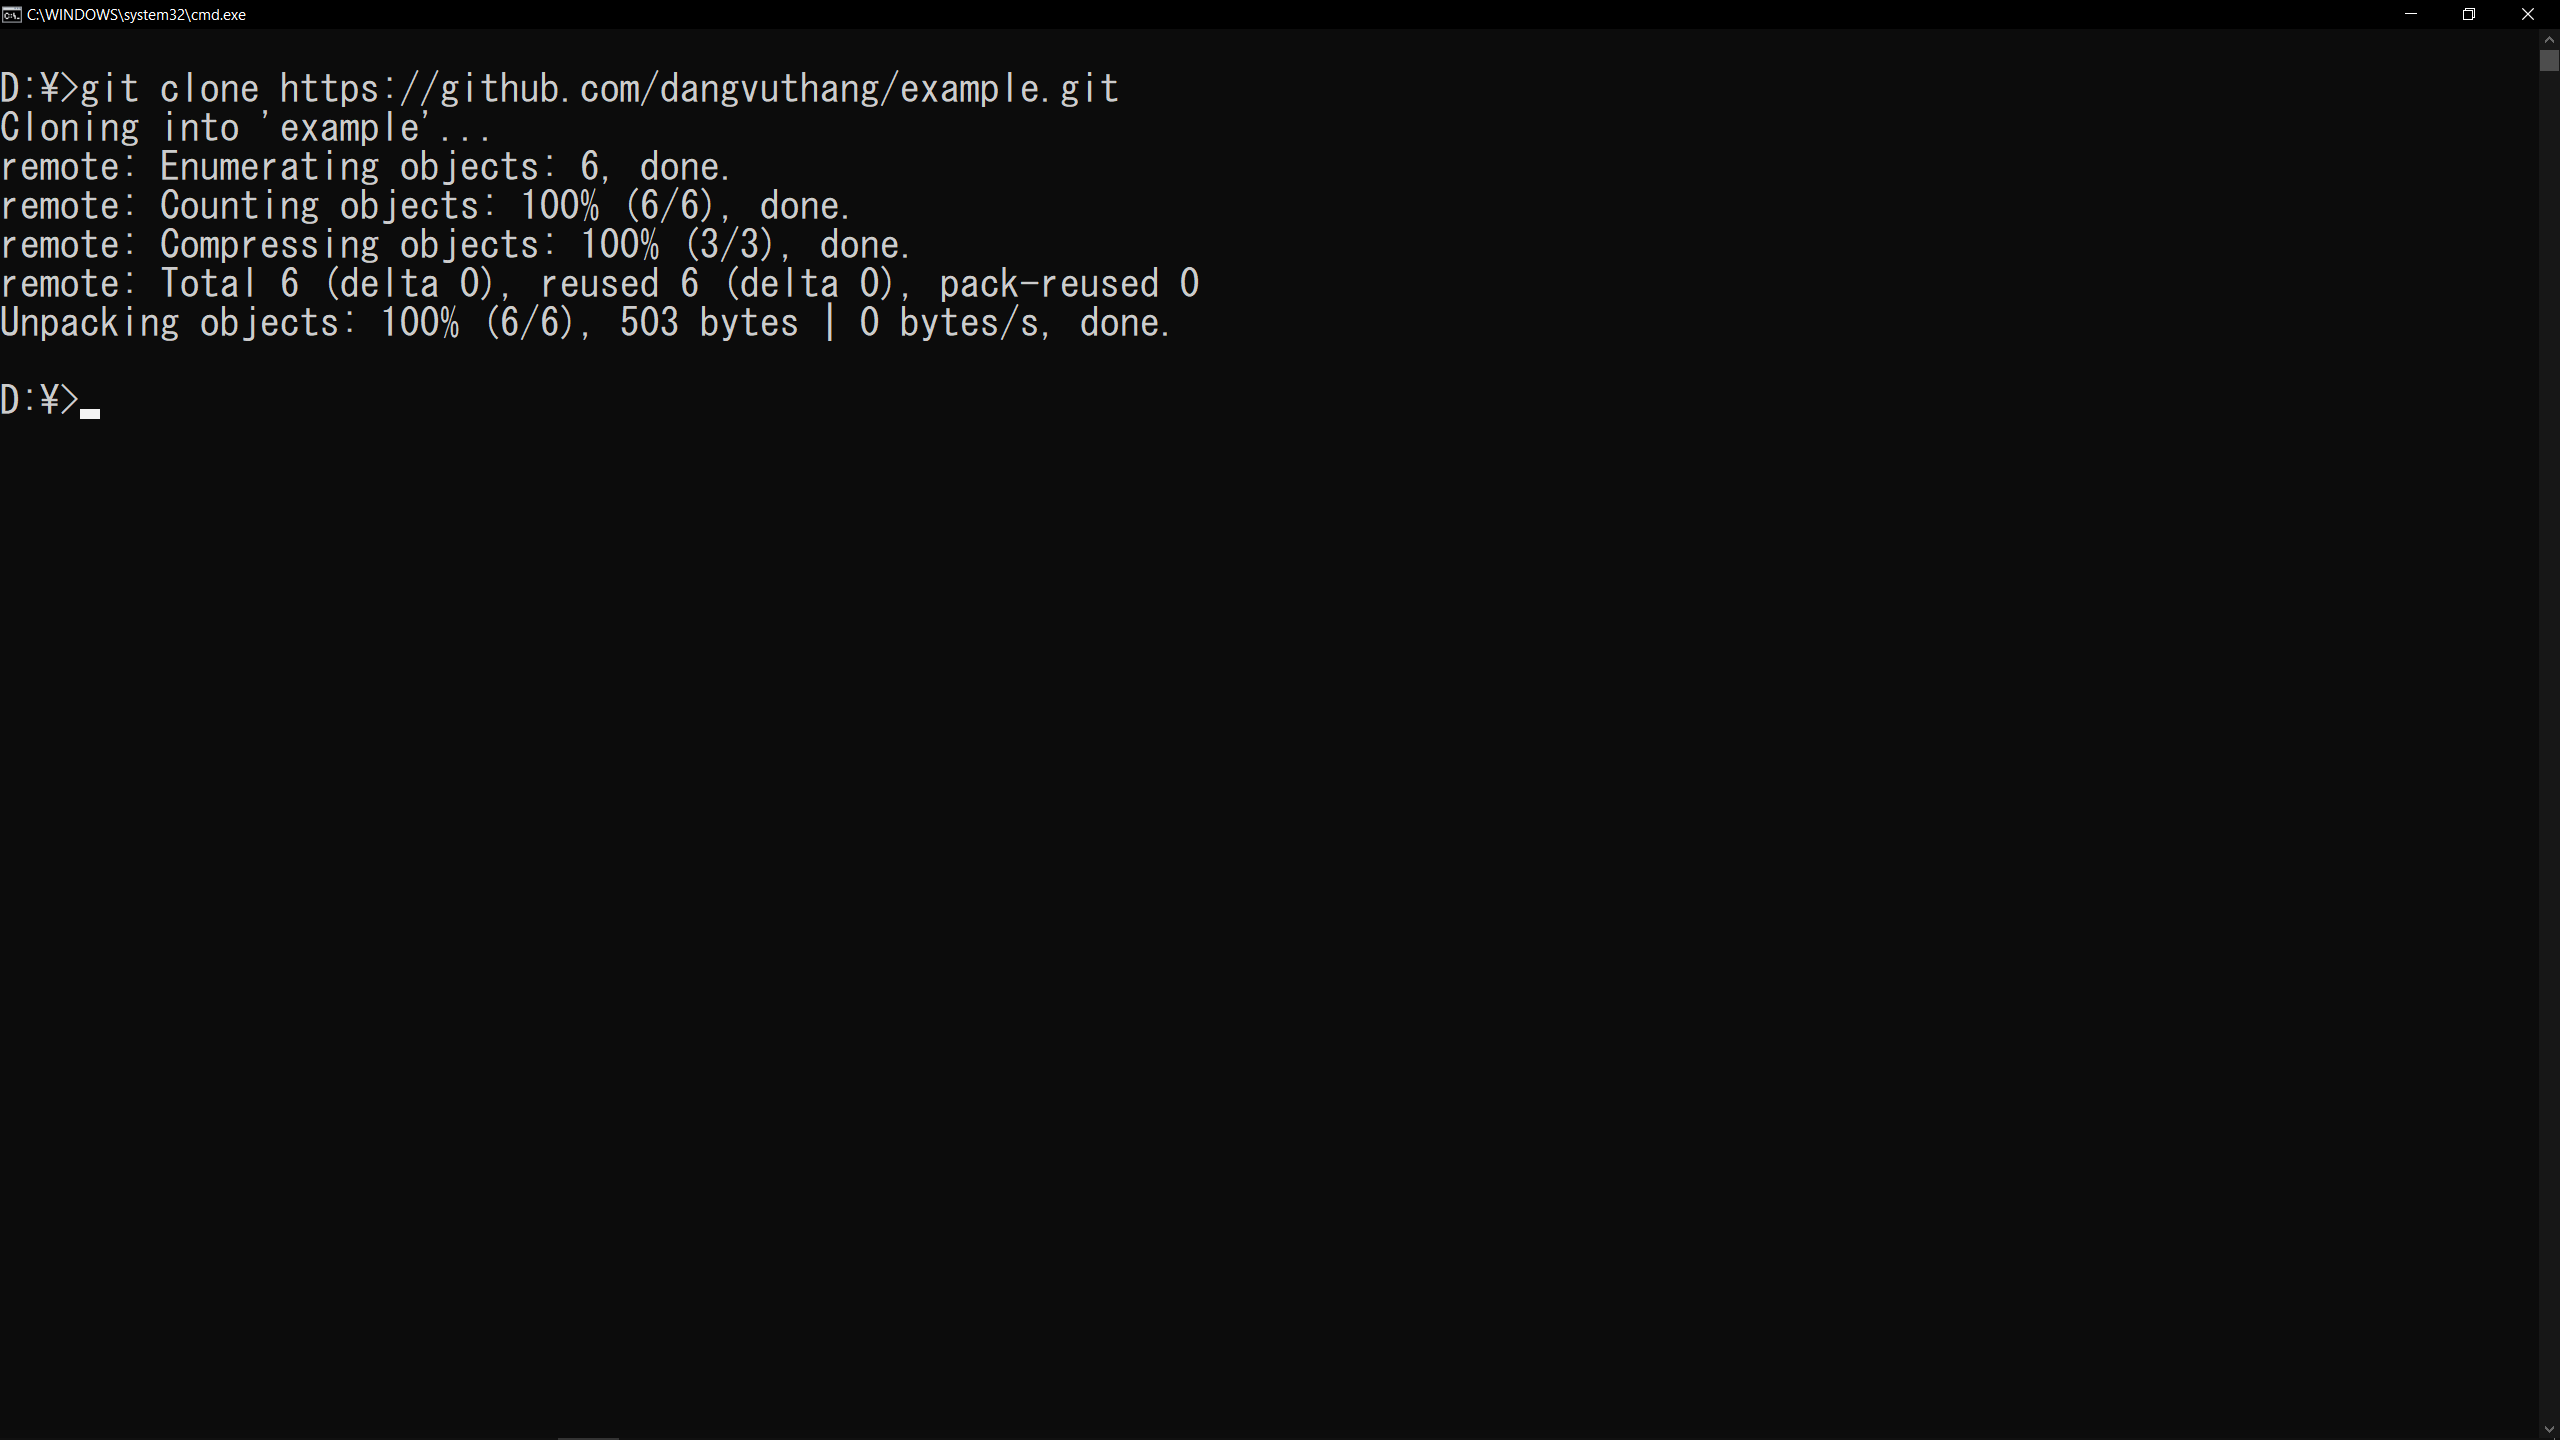 C:\WINDOWS\system32\cmd.exe
D:¥>git clone https://github.com/dangvuthang/example.git
Cloning into 'example'...
remote: Enumerating objects: 6, done.
remote: Counting objects: 100% (6/6), done.
remote: Compressing objects: 100% (3/3), done.
remote: Total 6 (delta 0), reused 6 (delta 0), pack-reused 0
Unpacking objects: 100% (6/6), 503 bytes | 0 bytes/s, done.
D:¥>